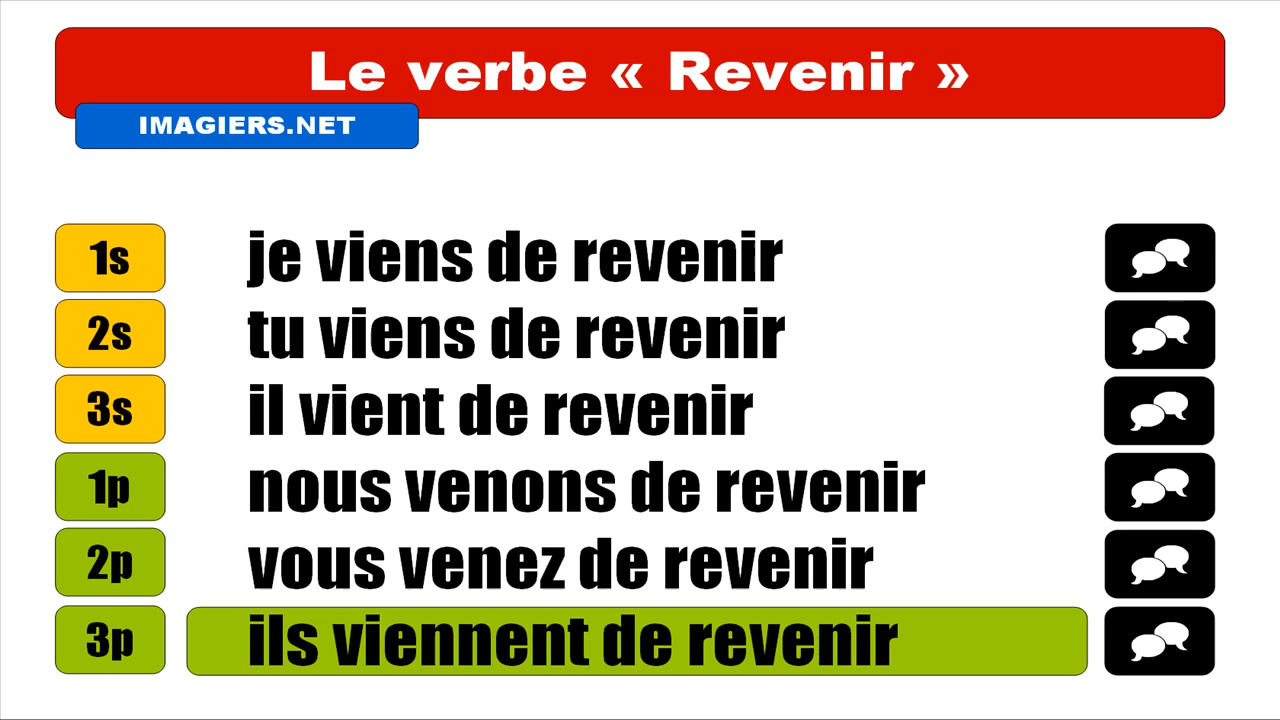 Le verbe « Revenir »
IMAGIERS.NET
1s je viens de revenir
2s tu viens de revenir
3s il vient de revenir
1p nous venons de revenir
2p vous venez de revenir
3p ils viennent de revenir